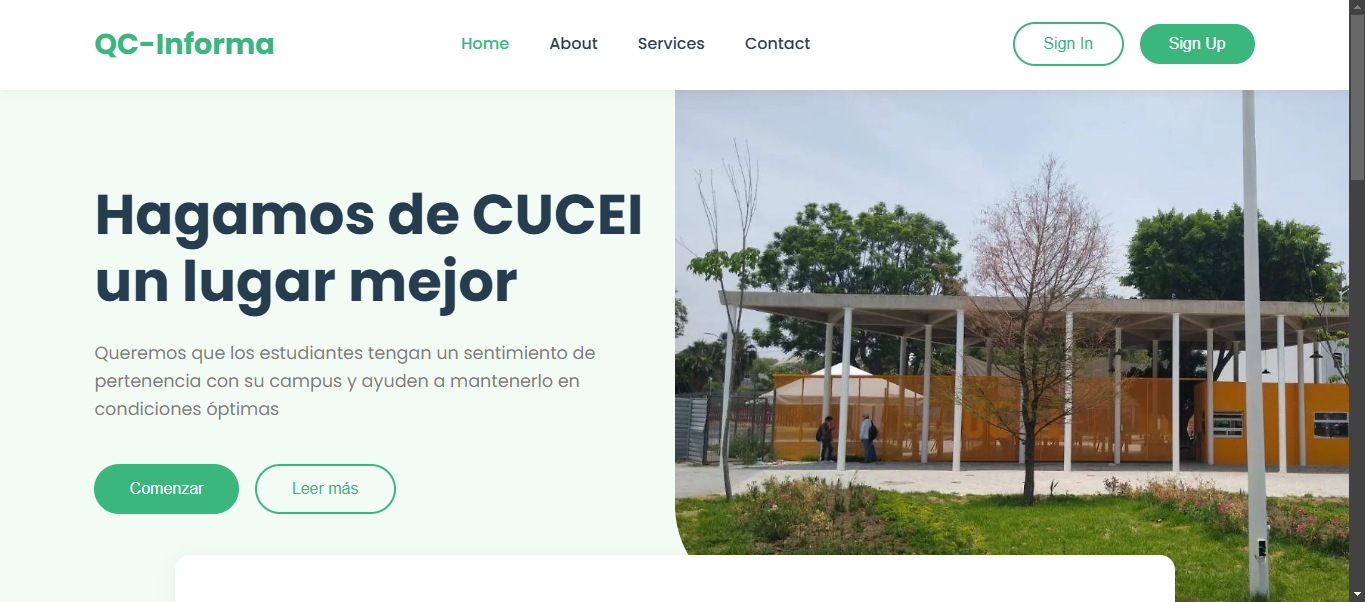 QC-Informa
Home
About
Services
Contact
Sign In
Sign Up
Hagamos de CUCEI
un lugar mejor
Queremos que los estudiantes tengan un sentimiento de
pertenencia con su campus y ayuden a mantenerlo en
condiciones óptimas
Comenzar
Leer más